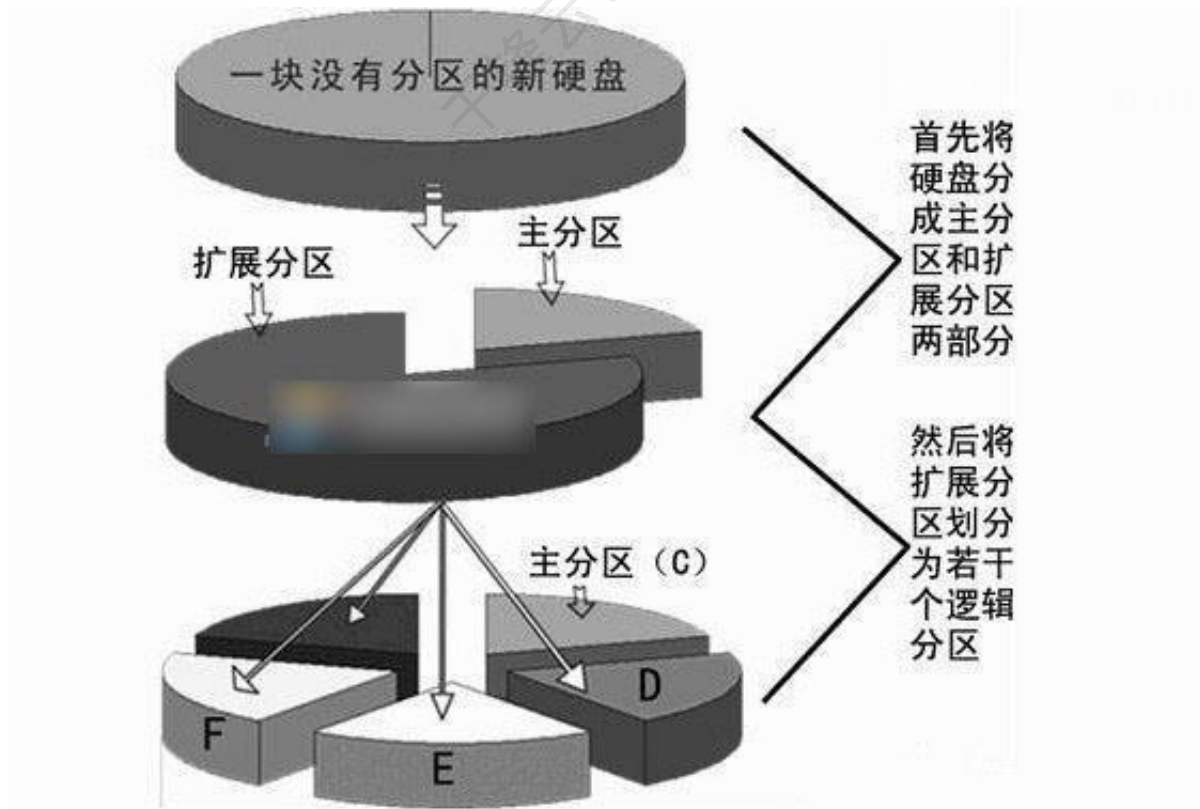 一块没有分区的新硬盘
首先将
硬盘分
成主分
区和扩
展分区
两部分
主分区
扩展分区
然后将
扩展分
区划分
为若干
个逻辑
分区
主分区（C）
D
F
E